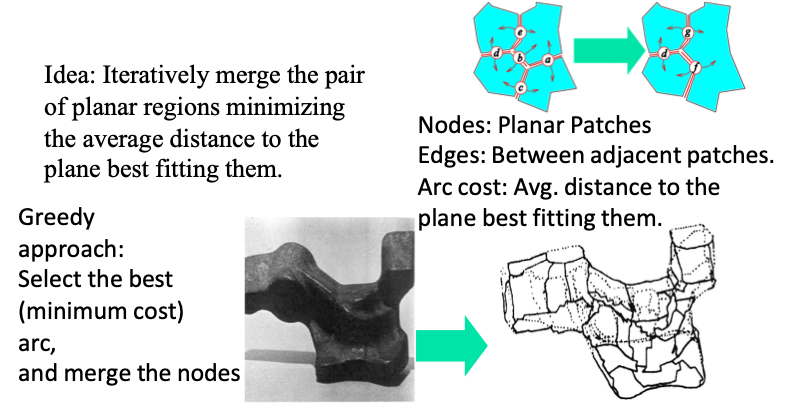 Idea: Iteratively merge the pair
of planar regions minimizing
the average distance to the
plane best fitting them.
e
d
b
a
c
g
d
f
Nodes: Planar Patches
Edges: Between adjacent patches.
Arc cost: Avg. distance to the
plane best fitting them.
Greedy
approach:
Select the best
(minimum cost)
arc,
and merge the nodes